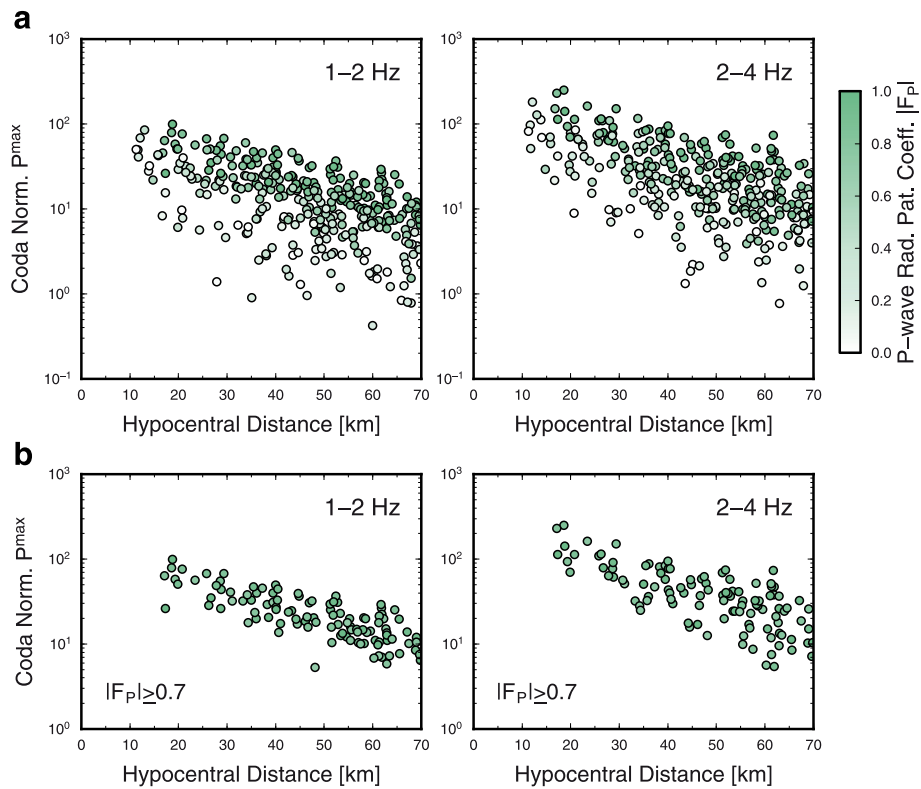 a
1–2 Hz
2–4 Hz
10³
10²
10¹
10⁰
10⁻¹
10³
10²
10¹
10⁰
10⁻¹
Coda Norm. Pᵐᵃˣ
0 10 20 30 40 50 60 70
0 10 20 30 40 50 60 70
Hypocentral Distance [km]
Hypocentral Distance [km]
1.0
0.8
0.6
0.4
0.2
0.0
P–wave Rad. Pat. Coeff. |Fₚ|
b
1–2 Hz
2–4 Hz
10³
10²
10¹
10⁰
10³
10²
10¹
10⁰
Coda Norm. Pᵐᵃˣ
|Fₚ|≥0.7
|Fₚ|≥0.7
0 10 20 30 40 50 60 70
0 10 20 30 40 50 60 70
Hypocentral Distance [km]
Hypocentral Distance [km]